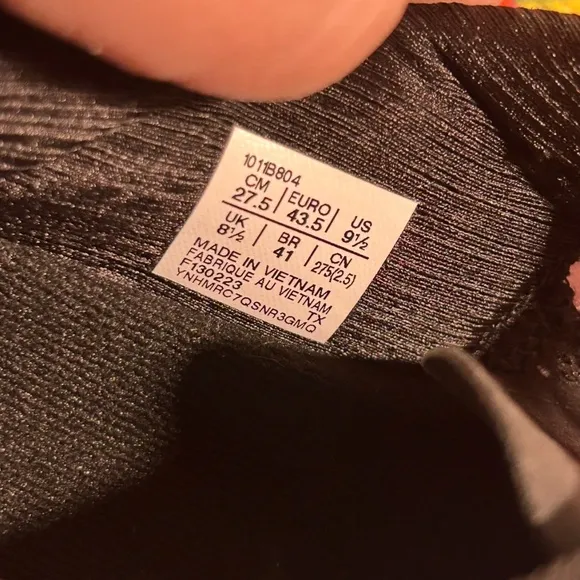 1011B804
CM | EURO | US
27.5 | 43.5 | 9½
UK | BR | CN
8½ | 41 | 275(2.5)
MADE IN VIETNAM
FABRIQUE AU VIETNAM
F130223 TX
YNHMRC7QSNR3GMQ